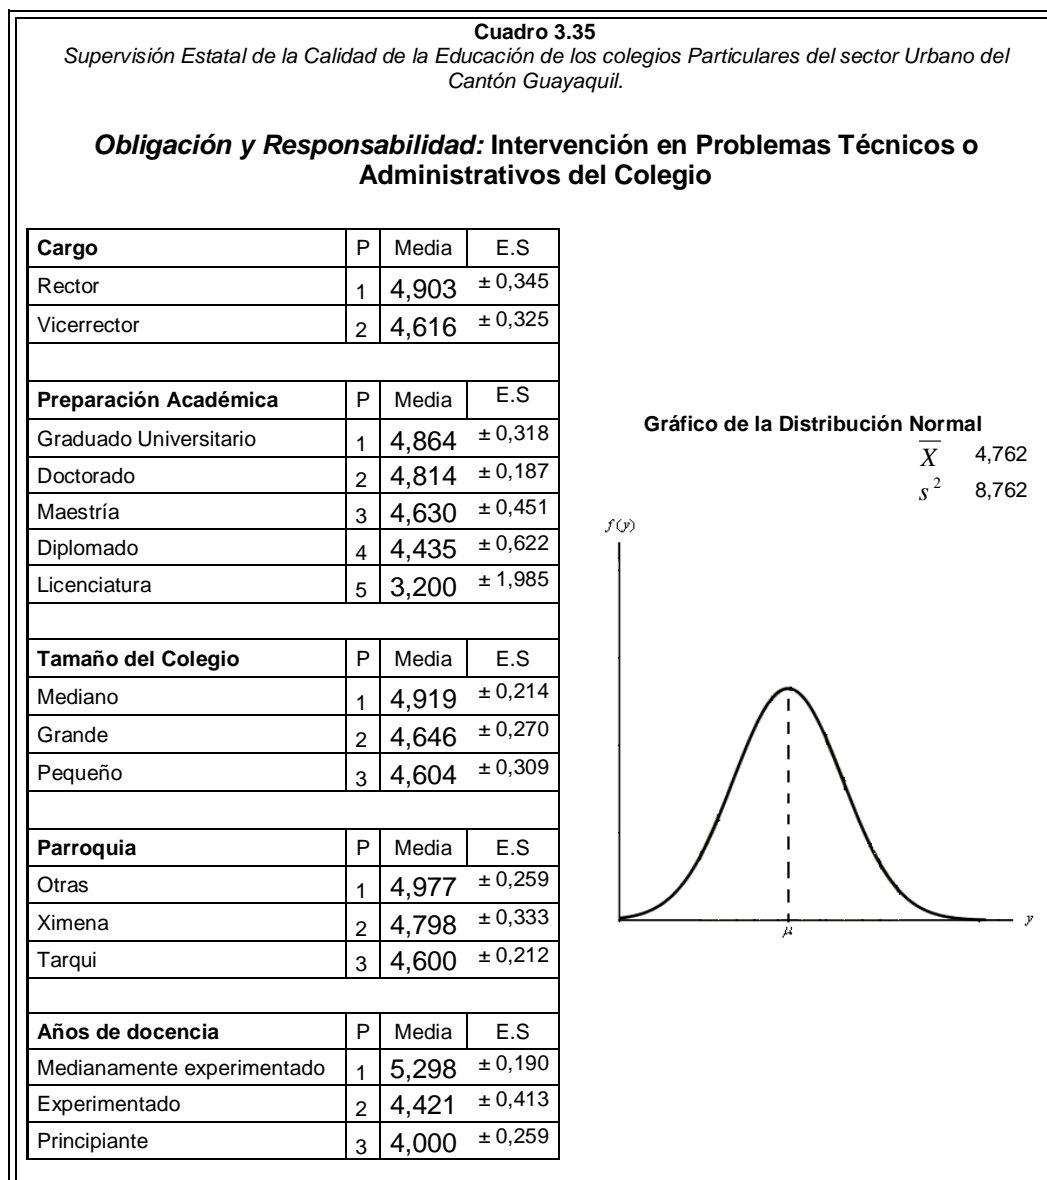 Cuadro 3.35
Supervisión Estatal de la Calidad de la Educación de los colegios Particulares del sector Urbano del
Cantón Guayaquil.
Obligación y Responsabilidad: Intervención en Problemas Técnicos o
Administrativos del Colegio
Cargo P Media E.S
Rector 1 4,903 ± 0,345
Vicerrector 2 4,616 ± 0,325
Preparación Académica P Media E.S
Graduado Universitario 1 4,864 ± 0,318
Doctorado 2 4,814 ± 0,187
Maestría 3 4,630 ± 0,451
Diplomado 4 4,435 ± 0,622
Licenciatura 5 3,200 ± 1,985
Tamaño del Colegio P Media E.S
Mediano 1 4,919 ± 0,214
Grande 2 4,646 ± 0,270
Pequeño 3 4,604 ± 0,309
Parroquia P Media E.S
Otras 1 4,977 ± 0,259
Ximena 2 4,798 ± 0,333
Tarqui 3 4,600 ± 0,212
Años de docencia P Media E.S
Medianamente experimentado 1 5,298 ± 0,190
Experimentado 2 4,421 ± 0,413
Principiante 3 4,000 ± 0,259
Gráfico de la Distribución Normal
X̅ 4,762
s² 8,762
f(y)
y
μ